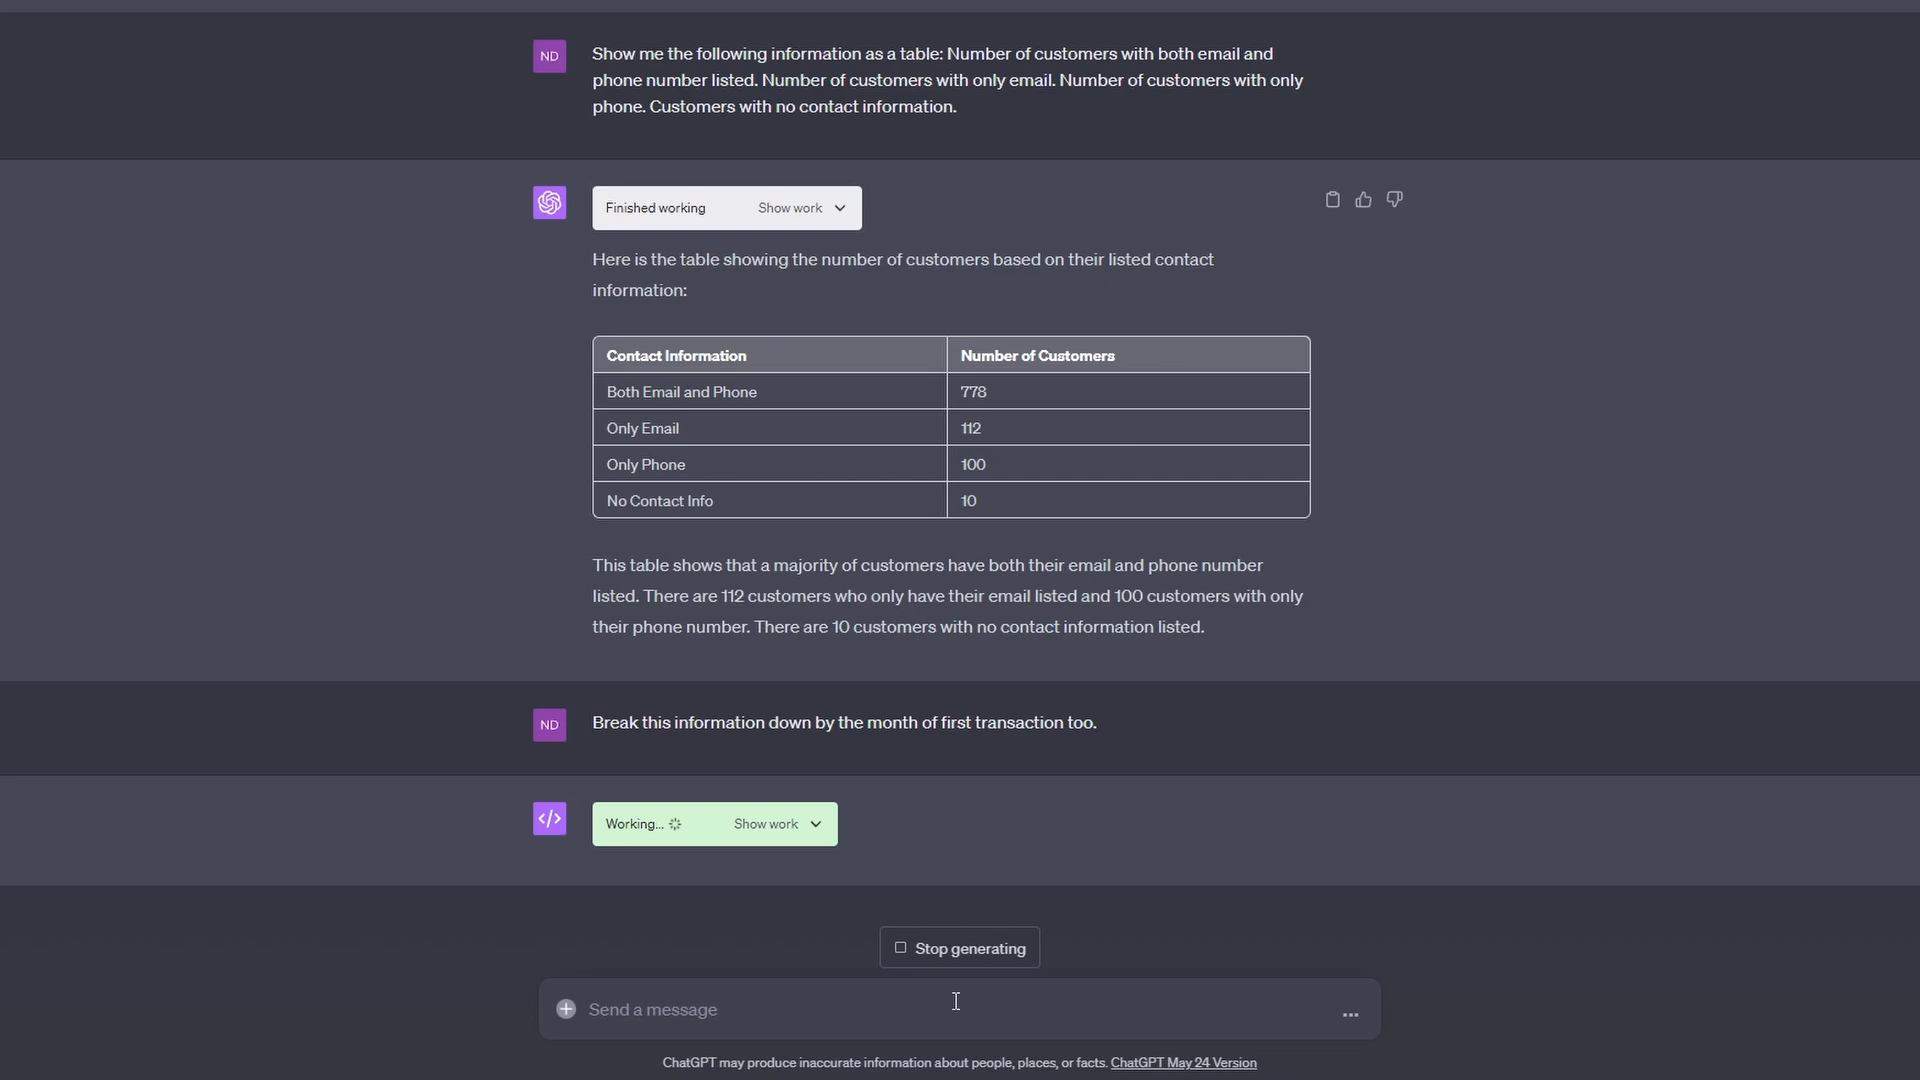 ND
Show me the following information as a table: Number of customers with both email and
phone number listed. Number of customers with only email. Number of customers with only
phone. Customers with no contact information.
Finished working Show work
Here is the table showing the number of customers based on their listed contact
information:
Contact Information Number of Customers
Both Email and Phone 778
Only Email 112
Only Phone 100
No Contact Info 10
This table shows that a majority of customers have both their email and phone number
listed. There are 112 customers who only have their email listed and 100 customers with only
their phone number. There are 10 customers with no contact information listed.
ND
Break this information down by the month of first transaction too.
</>
Working... Show work
Stop generating
Send a message
...
ChatGPT may produce inaccurate information about people, places, or facts. ChatGPT May 24 Version